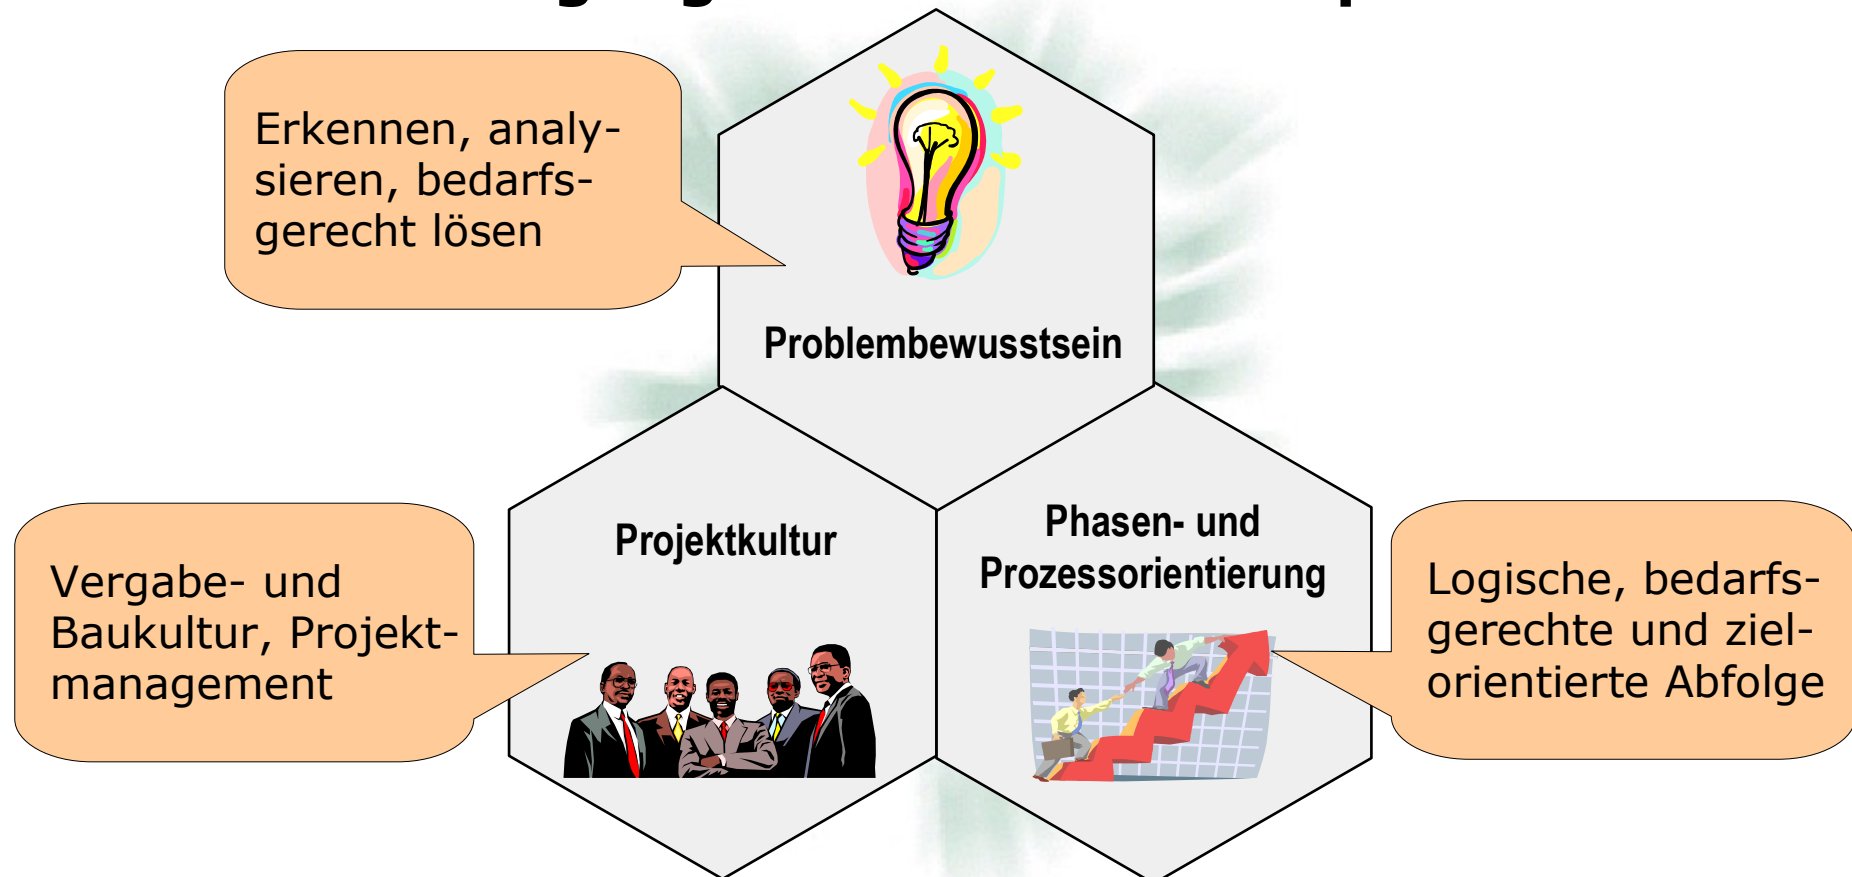 Erkennen, analy-
sieren, bedarfs-
gerecht lösen
Problembewusstsein
Projektkultur
Phasen- und
Prozessorientierung
Vergabe- und
Baukultur, Projekt-
management
Logische, bedarfs-
gerechte und ziel-
orientierte Abfolge